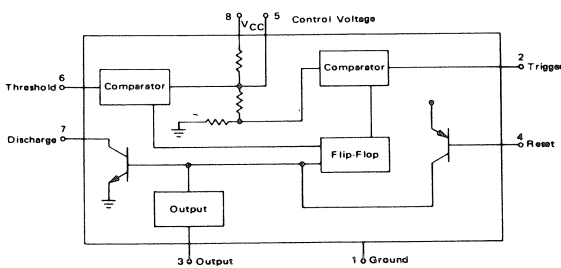 8 VCC 5 Control Voltage
2 Trigger
Threshold 6
Comparator
Comparator
Discharge 7
4 Reset
Flip-Flop
Output
3 Output
1 Ground